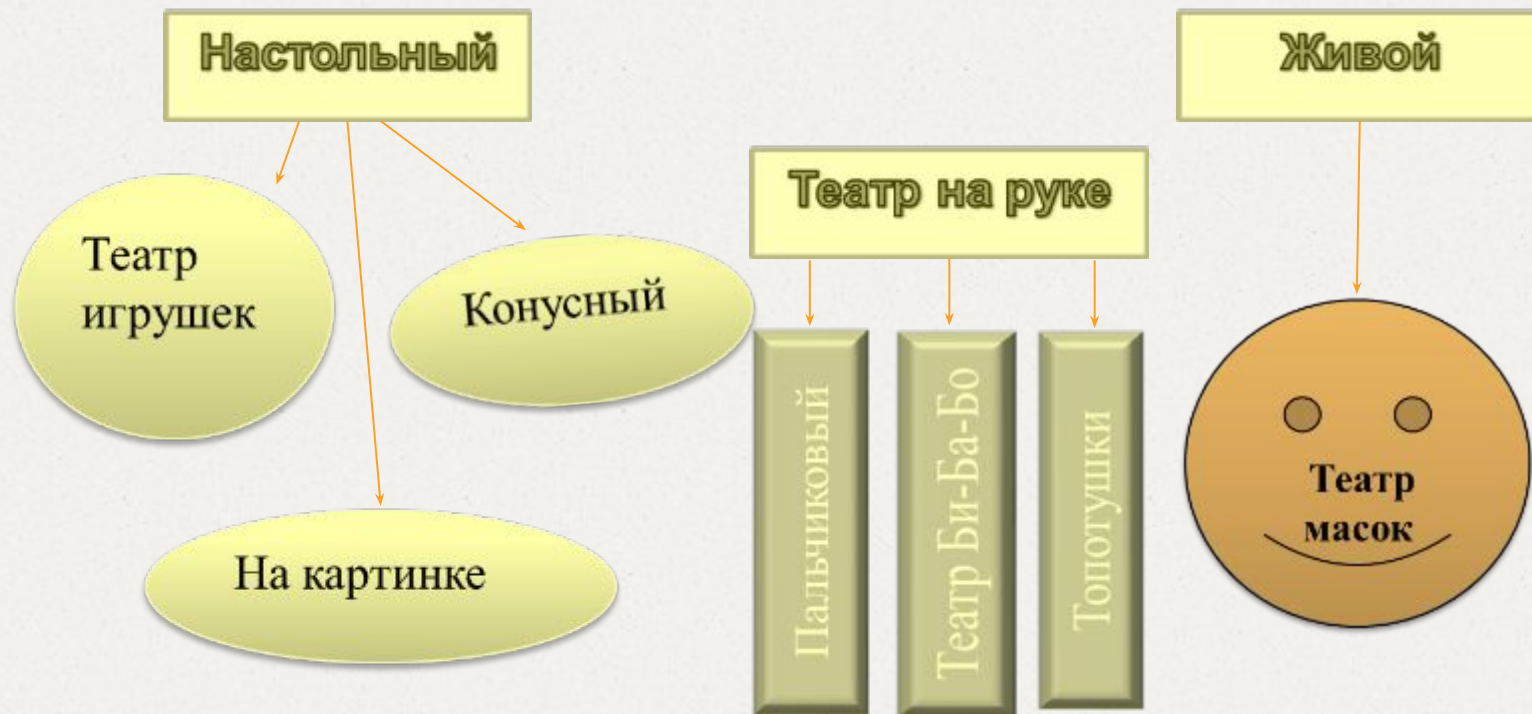 Настольный
Живой
Театр на руке
Театр
игрушек
Конусный
На картинке
Пальчиковый
Театр Би-Ба-Бо
Топотушки
Театр
масок